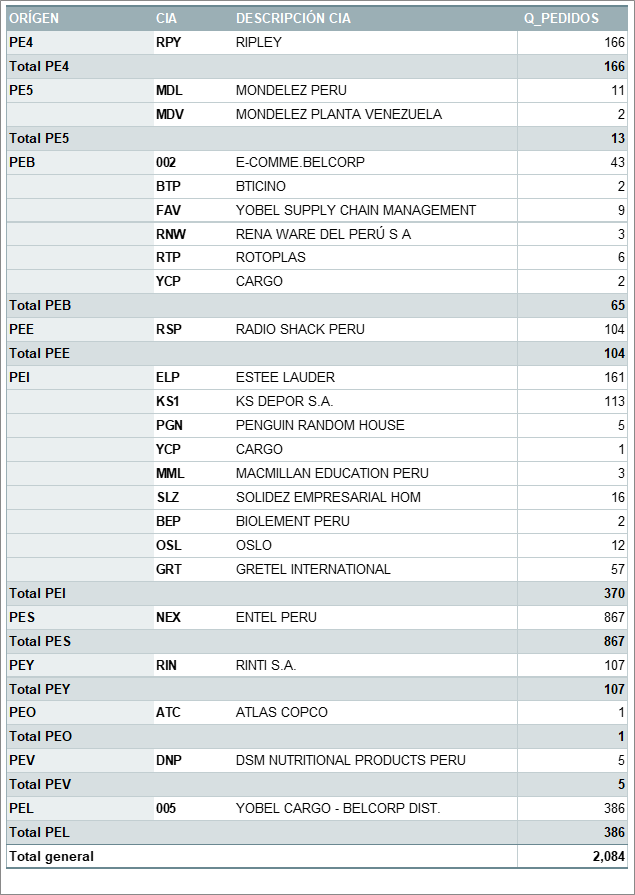 ORÍGEN CIA DESCRIPCIÓN CIA Q_PEDIDOS
PE4 RPY RIPLEY 166
Total PE4 166
PE5 MDL MONDELEZ PERU 11
MDV MONDELEZ PLANTA VENEZUELA 2
Total PE5 13
PEB 002 E-COMME.BELCORP 43
BTP BTICINO 2
FAV YOBEL SUPPLY CHAIN MANAGEMENT 9
RNW RENA WARE DEL PERÚ S A 3
RTP ROTOPLAS 6
YCP CARGO 2
Total PEB 65
PEE RSP RADIO SHACK PERU 104
Total PEE 104
PEI ELP ESTEE LAUDER 161
KS1 KS DEPOR S.A. 113
PGN PENGUIN RANDOM HOUSE 5
YCP CARGO 1
MML MACMILLAN EDUCATION PERU 3
SLZ SOLIDEZ EMPRESARIAL HOM 16
BEP BIOLEMENT PERU 2
OSL OSLO 12
GRT GRETEL INTERNATIONAL 57
Total PEI 370
PES NEX ENTEL PERU 867
Total PES 867
PEY RIN RINTI S.A. 107
Total PEY 107
PEO ATC ATLAS COPCO 1
Total PEO 1
PEV DNP DSM NUTRITIONAL PRODUCTS PERU 5
Total PEV 5
PEL 005 YOBEL CARGO - BELCORP DIST. 386
Total PEL 386
Total general 2,084